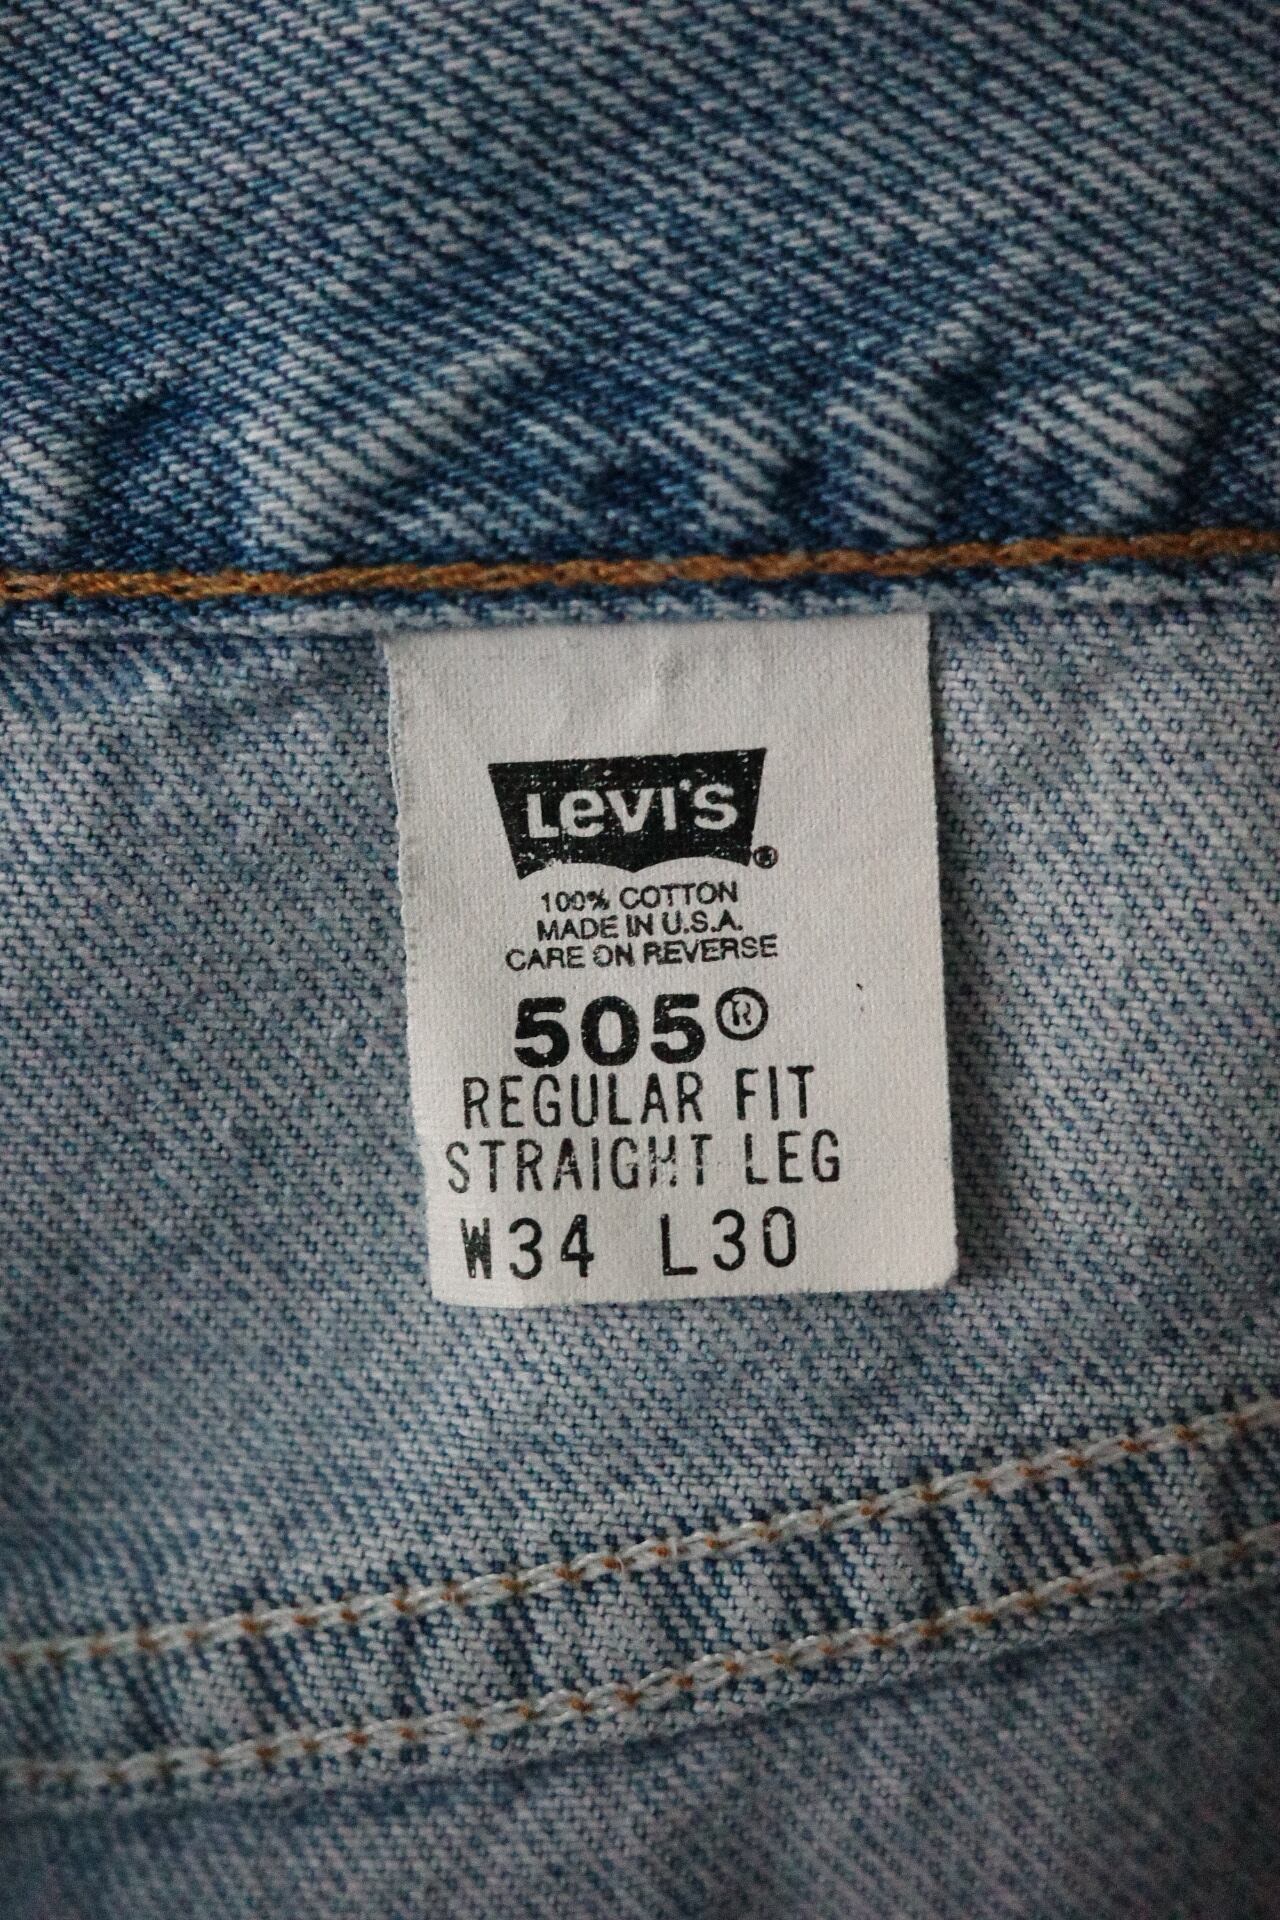 Levi's ®
100% COTTON
MADE IN U.S.A.
CARE ON REVERSE
505®
REGULAR FIT
STRAIGHT LEG
W34 L30